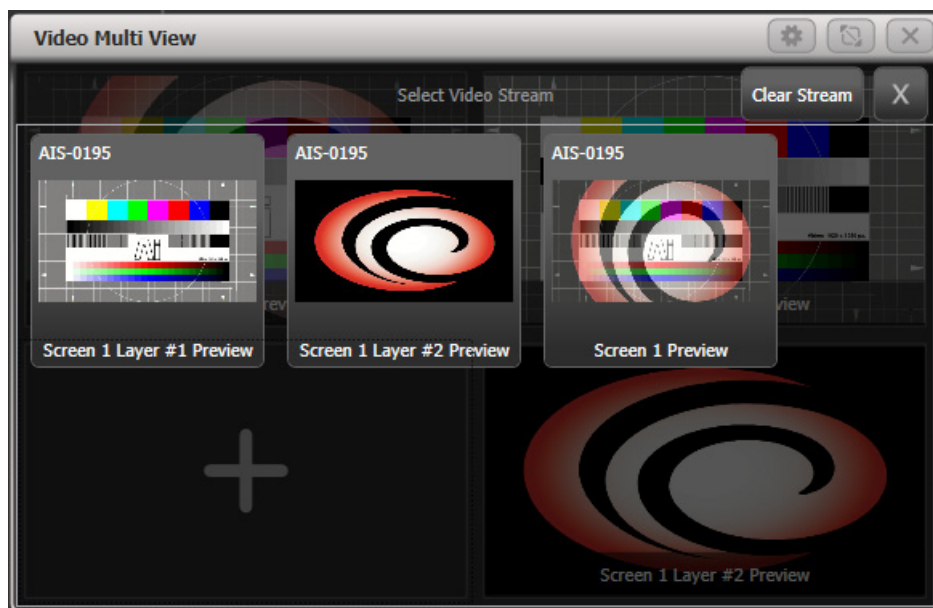 Video Multi View
Select Video Stream
Clear Stream
X
AIS-0195
AIS-0195
AIS-0195
Screen 1 Layer #1 Preview
Screen 1 Layer #2 Preview
Screen 1 Preview
Screen 1 Layer #2 Preview